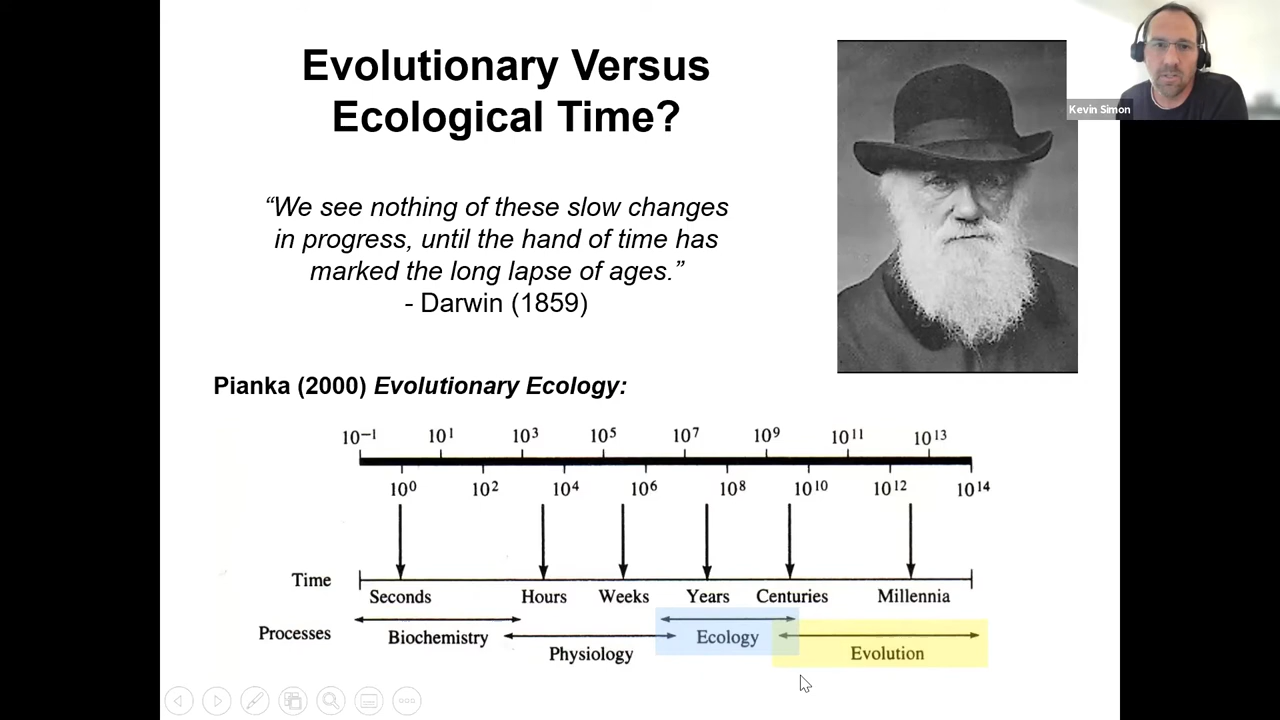 Evolutionary Versus
Ecological Time?
Kevin Simon
“We see nothing of these slow changes
in progress, until the hand of time has
marked the long lapse of ages.”
- Darwin (1859)
Pianka (2000) Evolutionary Ecology:
10⁻¹ 10¹ 10³ 10⁵ 10⁷ 10⁹ 10¹¹ 10¹³
10⁰ 10² 10⁴ 10⁶ 10⁸ 10¹⁰ 10¹² 10¹⁴
Time
Seconds Hours Weeks Years Centuries Millennia
Processes Biochemistry Ecology
Physiology Evolution